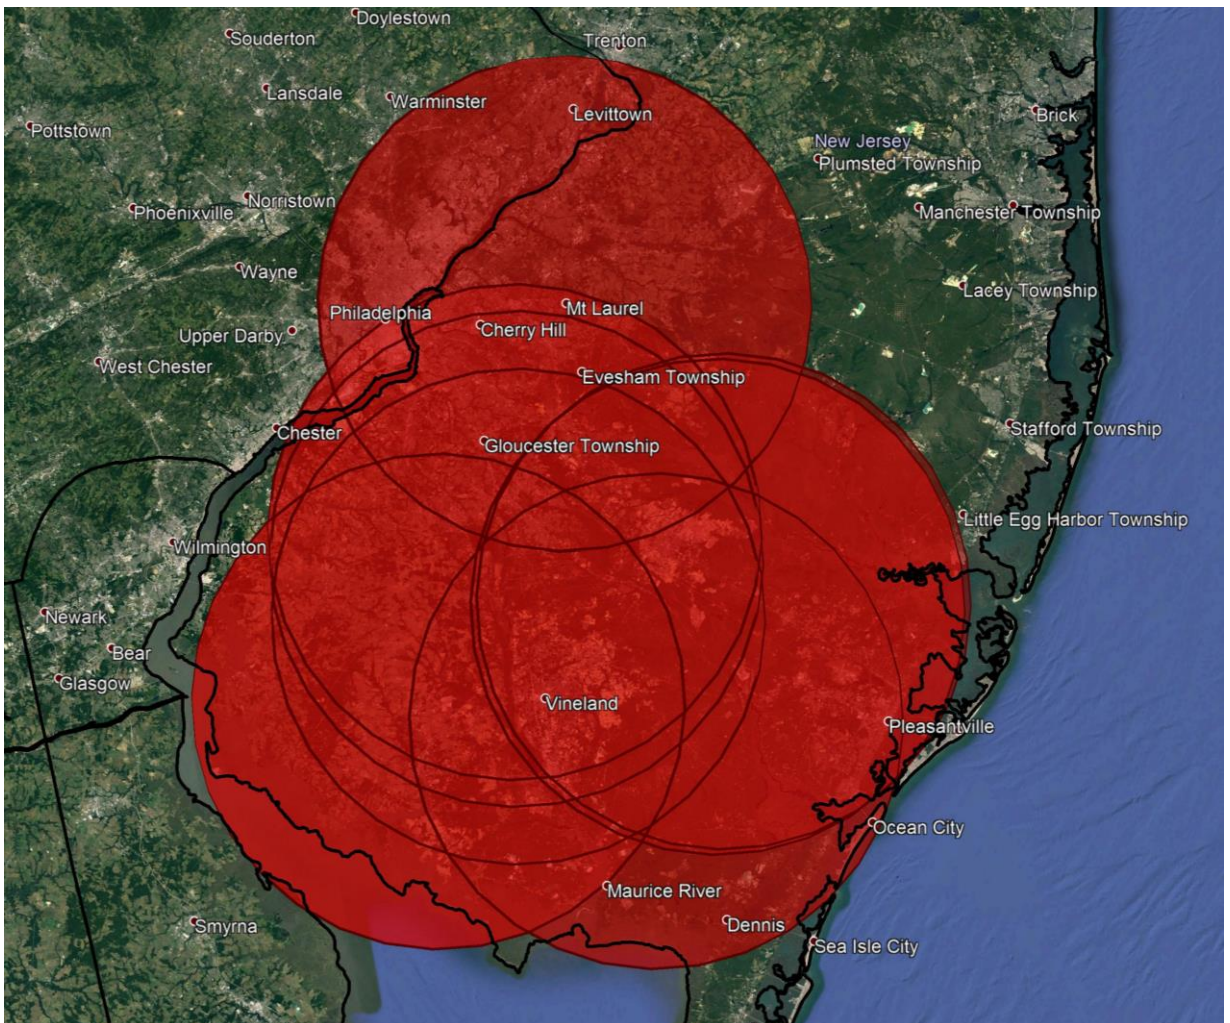 Doylestown
Souderton
Trenton
Lansdale
Warminster
Levittown
Brick
Pottstown
New Jersey
Plumsted Township
Norristown
Phoenixville
Manchester Township
Wayne
Lacey Township
Mt Laurel
Philadelphia
Cherry Hill
Upper Darby
West Chester
Evesham Township
Chester
Stafford Township
Gloucester Township
Little Egg Harbor Township
Wilmington
Newark
Bear
Glasgow
Vineland
Pleasantville
Ocean City
Maurice River
Smyrna
Dennis
Sea Isle City